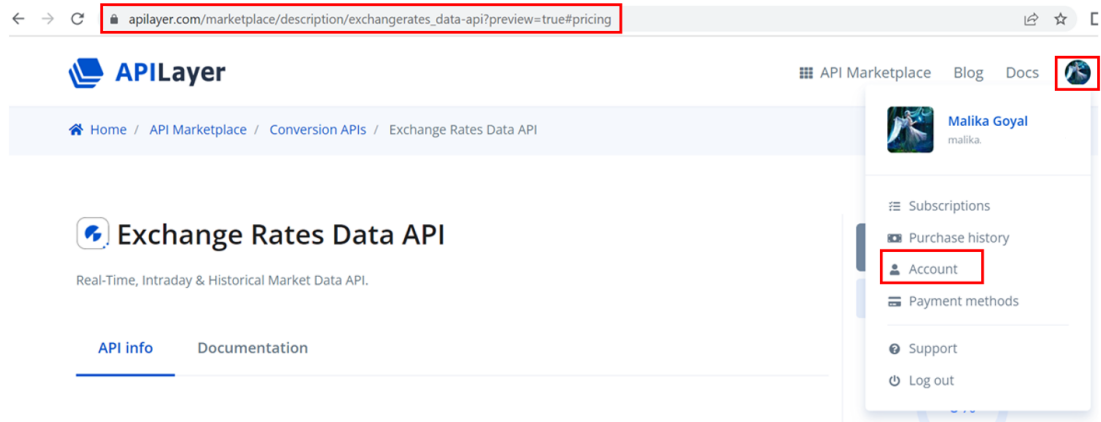 apilayer.com/marketplace/description/exchangerates_data-api?preview=true#pricing
APILayer
API Marketplace Blog Docs
Home / API Marketplace / Conversion APIs / Exchange Rates Data API
Malika Goyal
malika.
Subscriptions
Purchase history
Account
Payment methods
Support
Log out
Exchange Rates Data API
Real-Time, Intraday & Historical Market Data API.
API info Documentation